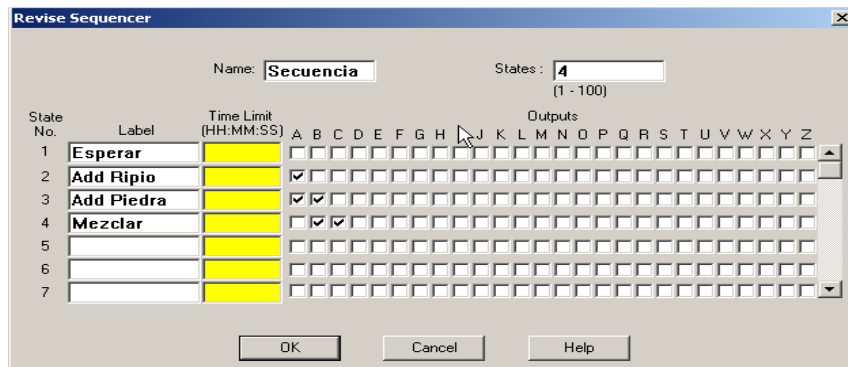 Revise Sequencer
Name: Secuencia States : 4
(1 - 100)
State No. Label Time Limit (HH:MM:SS) Outputs
A B C D E F G H J K L M N O P Q R S T U V W X Y Z
1 Esperar
2 Add Ripio
3 Add Piedra
4 Mezclar
5
6
7
OK Cancel Help